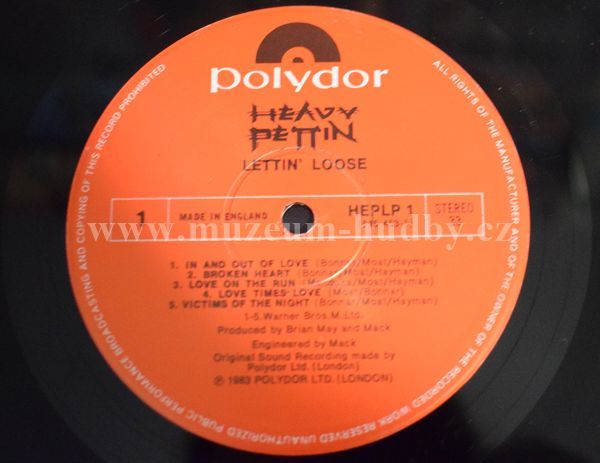 polydor
HEAVY
PETTIN
LETTIN' LOOSE
1
MADE IN ENGLAND
HEPLP 1
STEREO
33
www.muzeum-hudby.cz
1. IN AND OUT OF LOVE (Bonnar/Moat/Hayman)
2. BROKEN HEART (Bonnar/Moat/Hayman)
3. LOVE ON THE RUN (Moat/Hayman)
4. LOVE TIMES LOVE (Moat/Bonnar)
5. VICTIMS OF THE NIGHT (Bonnar/Moat/Hayman)
1-5. Warner Bros. M. Ltd.
Produced by Brian May and Mack
Engineered by Mack
Original Sound Recording made by
Polydor Ltd. (London)
℗ 1983 POLYDOR LTD. (LONDON)
ALL RIGHTS OF THE MANUFACTURER AND OF THE OWNER OF THE RECORDED WORK RESERVED UNAUTHORIZED PUBLIC PERFORMANCE BROADCASTING AND COPYING OF THIS RECORD PROHIBITED